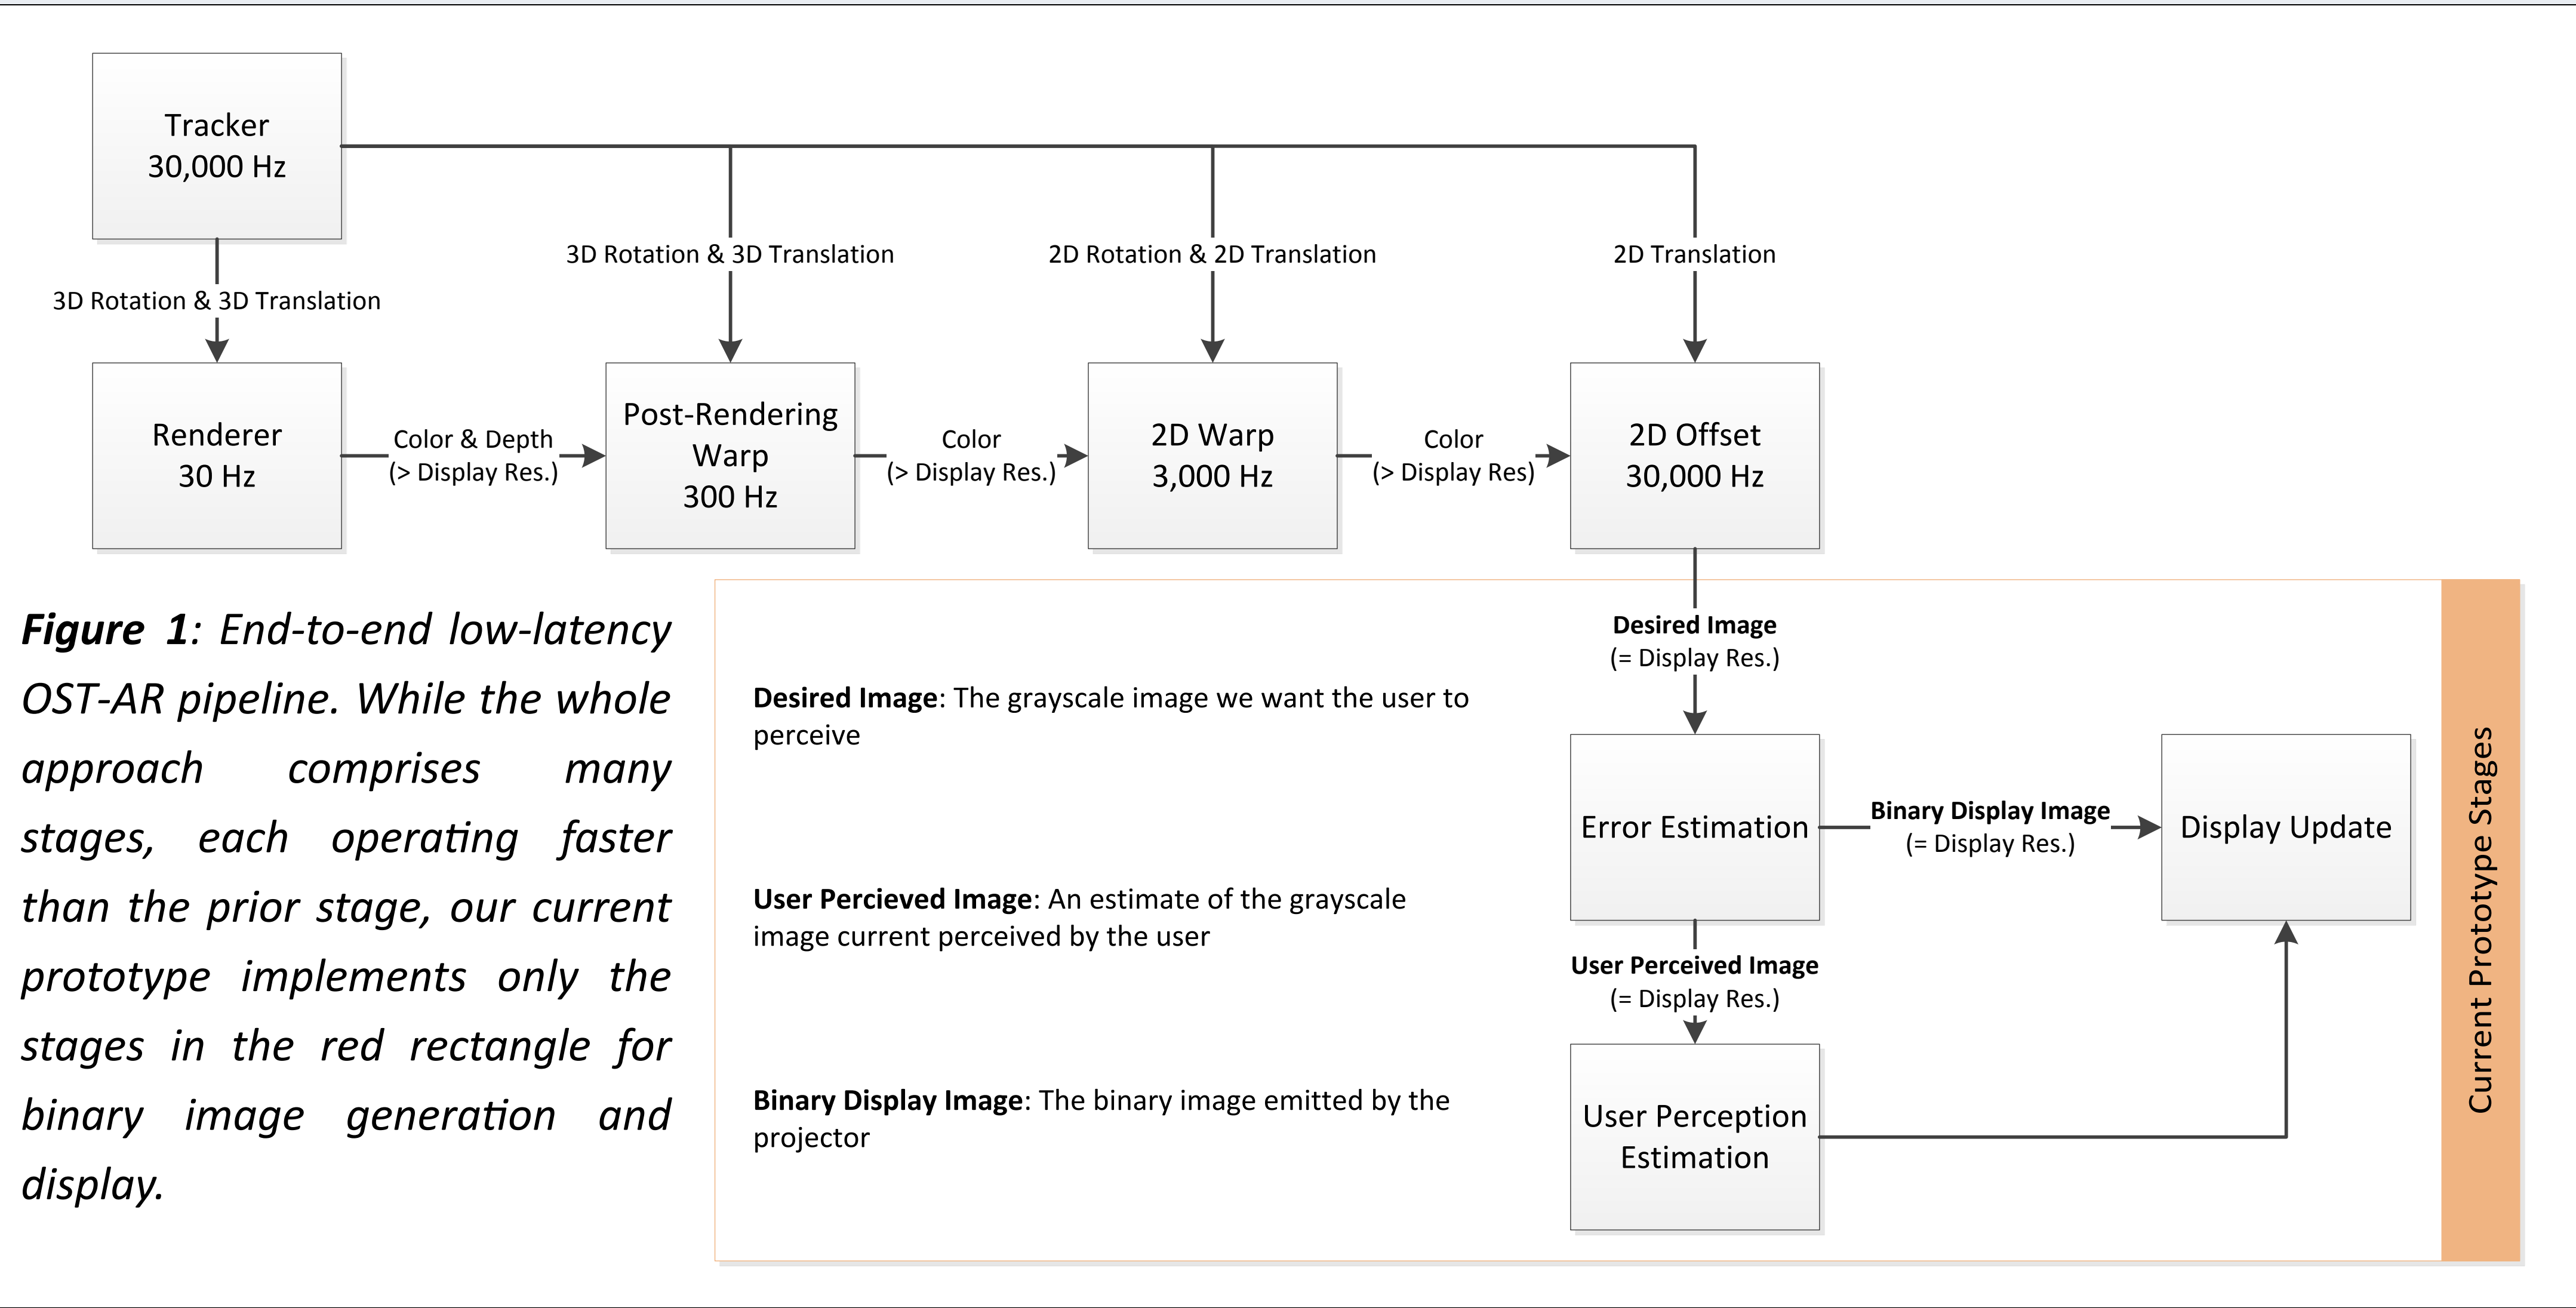 Tracker
30,000 Hz
3D Rotation & 3D Translation
3D Rotation & 3D Translation
2D Rotation & 2D Translation
2D Translation
Renderer
30 Hz
Color & Depth
(> Display Res.)
Post-Rendering
Warp
300 Hz
Color
(> Display Res.)
2D Warp
3,000 Hz
Color
(> Display Res)
2D Offset
30,000 Hz
Figure 1: End-to-end low-latency
OST-AR pipeline. While the whole
approach comprises many
stages, each operating faster
than the prior stage, our current
prototype implements only the
stages in the red rectangle for
binary image generation and
display.
Desired Image: The grayscale image we want the user to
perceive
User Percieved Image: An estimate of the grayscale
image current perceived by the user
Binary Display Image: The binary image emitted by the
projector
Desired Image
(= Display Res.)
Error Estimation
Binary Display Image
(= Display Res.)
Display Update
User Perceived Image
(= Display Res.)
User Perception
Estimation
Current Prototype Stages